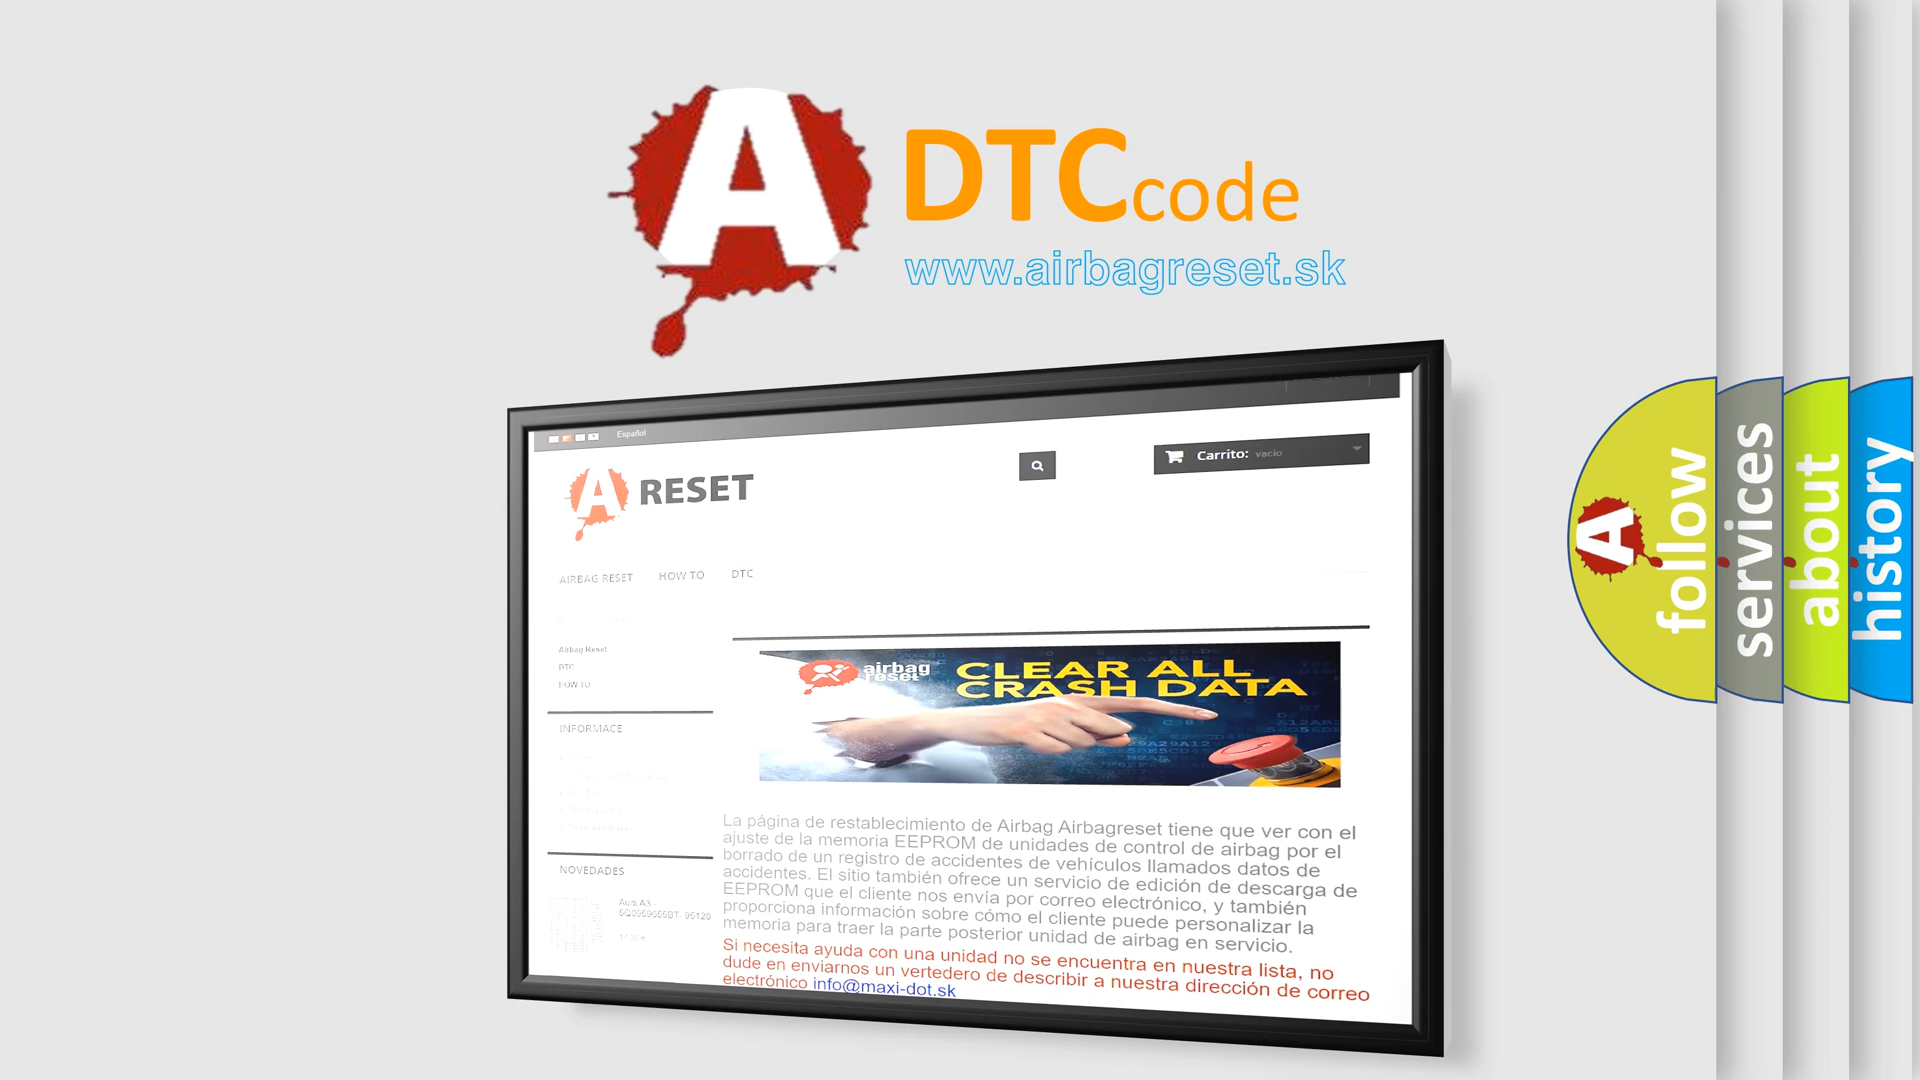 A DTCcode
www.airbagreset.sk
Español
A RESET
Carrito: vacío
AIRBAG RESET HOW TO DTC
Airbag Reset
DTC
HOW TO
INFORMACE
NOVEDADES
Audi A3 -
airbag
reset
CLEAR ALL
CRASH DATA
La página de restablecimiento de Airbag Airbagreset tiene que ver con el
ajuste de la memoria EEPROM de unidades de control de airbag por el
borrado de un registro de accidentes de vehículos llamados datos de
accidentes. El sitio también ofrece un servicio de edición de descarga de
EEPROM que el cliente nos envía por correo electrónico, y también
proporciona información sobre cómo el cliente puede personalizar la
memoria para traer la parte posterior unidad de airbag en servicio.
Si necesita ayuda con una unidad no se encuentra en nuestra lista, no
dude en enviarnos un vertedero de describir a nuestra dirección de correo
electrónico info@maxi-dot.sk
A follow
services
about
history